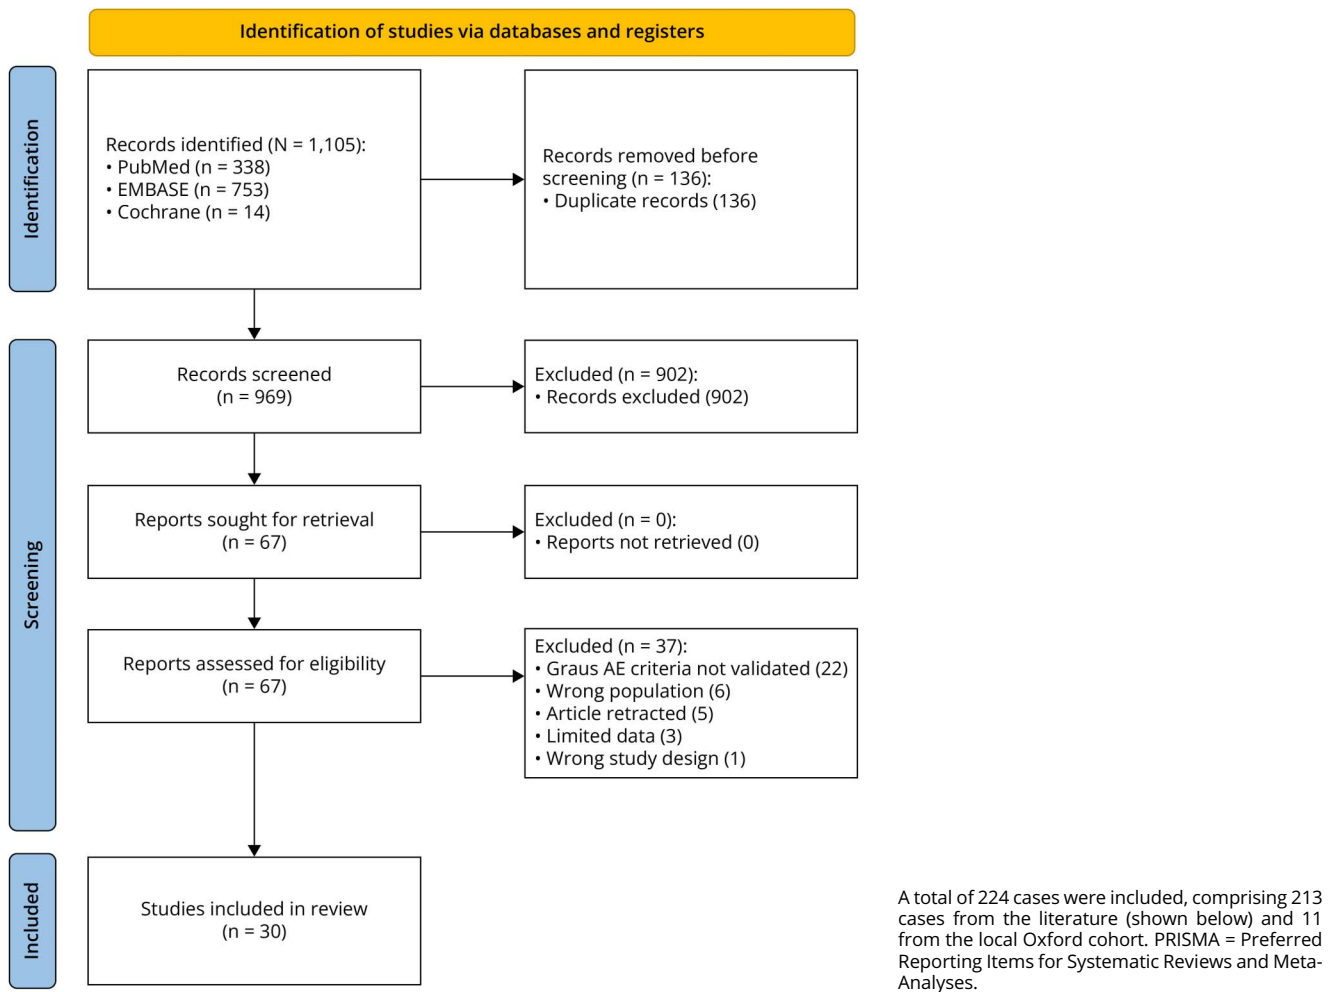 Identification of studies via databases and registers
Identification
Records identified (N = 1,105):
• PubMed (n = 338)
• EMBASE (n = 753)
• Cochrane (n = 14)
Records removed before
screening (n = 136):
• Duplicate records (136)
Screening
Records screened
(n = 969)
Excluded (n = 902):
• Records excluded (902)
Reports sought for retrieval
(n = 67)
Excluded (n = 0):
• Reports not retrieved (0)
Reports assessed for eligibility
(n = 67)
Excluded (n = 37):
• Graus AE criteria not validated (22)
• Wrong population (6)
• Article retracted (5)
• Limited data (3)
• Wrong study design (1)
Included
Studies included in review
(n = 30)
A total of 224 cases were included, comprising 213
cases from the literature (shown below) and 11
from the local Oxford cohort. PRISMA = Preferred
Reporting Items for Systematic Reviews and Meta-
Analyses.